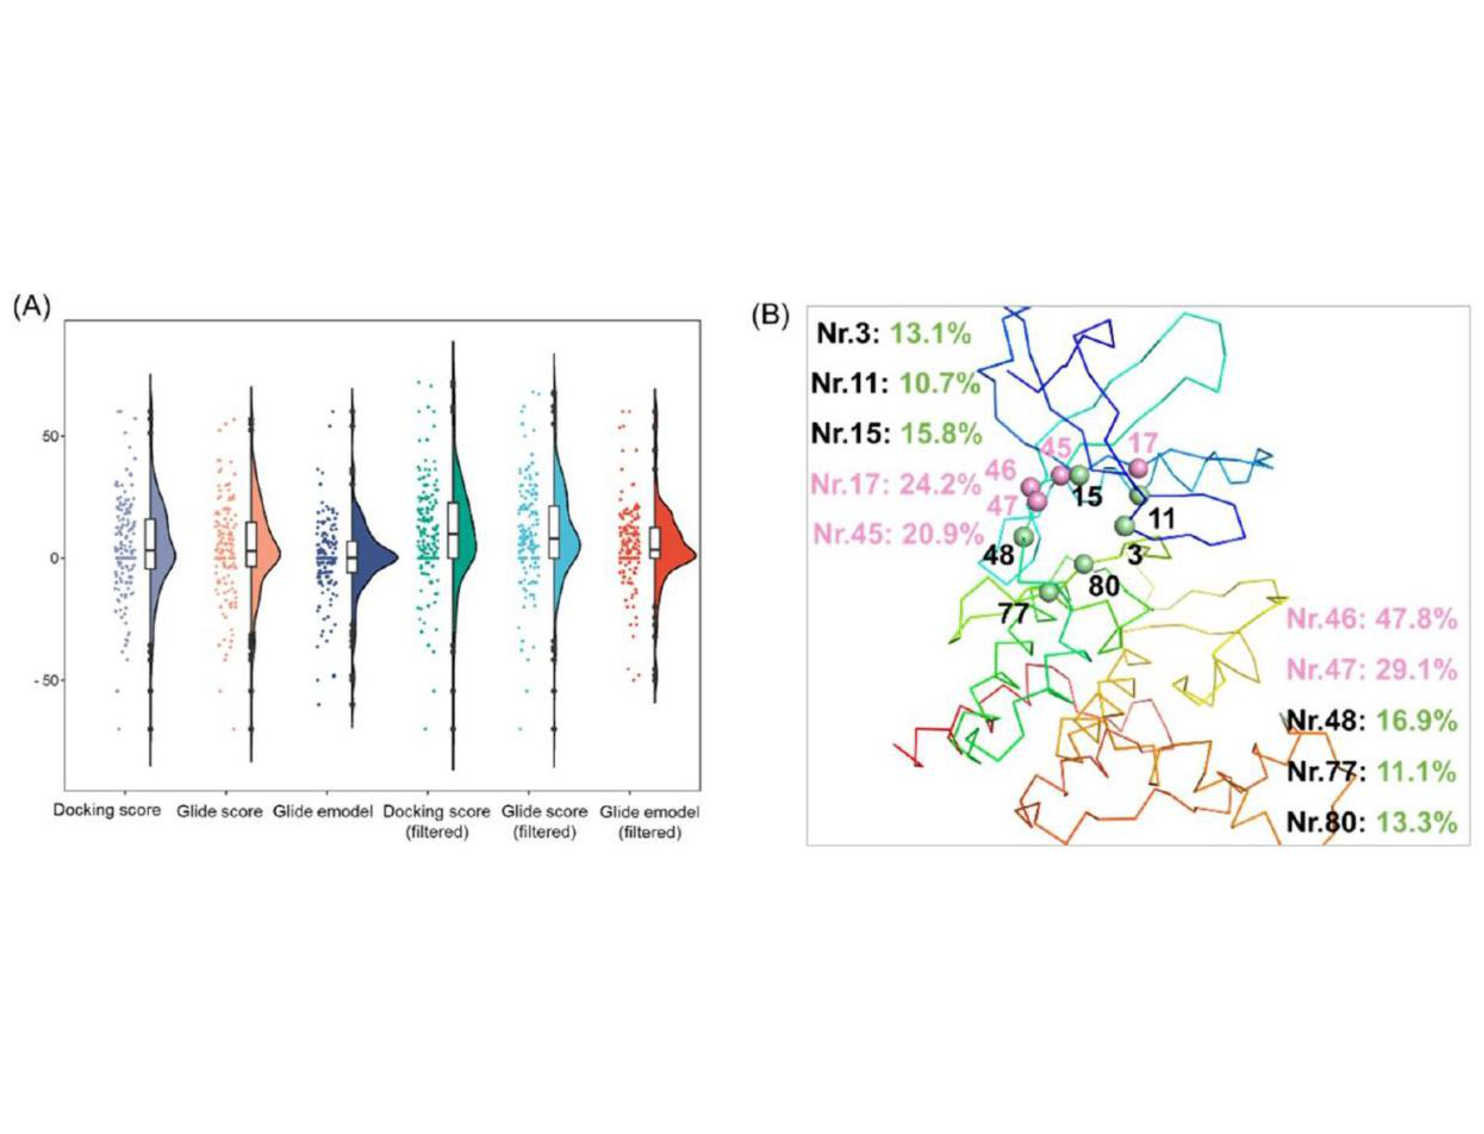 (A)
50
0
- 50
Docking score
Glide score
Glide emodel
Docking score
(filtered)
Glide score
(filtered)
Glide emodel
(filtered)
(B)
Nr.3: 13.1%
Nr.11: 10.7%
Nr.15: 15.8%
Nr.17: 24.2%
Nr.45: 20.9%
45
17
46
15
47
11
48
3
80
77
Nr.46: 47.8%
Nr.47: 29.1%
Nr.48: 16.9%
Nr.77: 11.1%
Nr.80: 13.3%